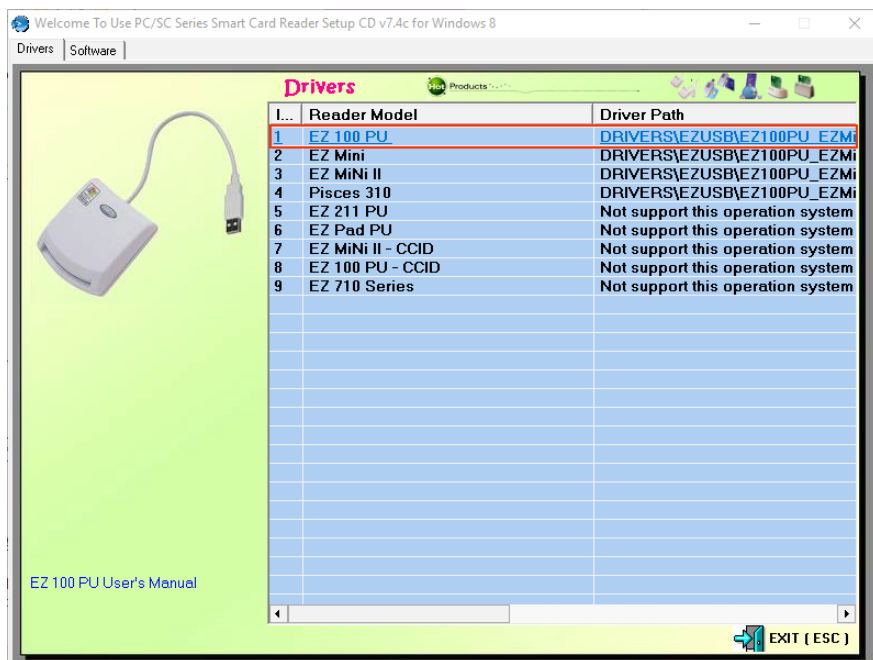 Welcome To Use PC/SC Series Smart Card Reader Setup CD v7.4c for Windows 8
Drivers Software
Drivers Hot Products
I... Reader Model Driver Path
1 EZ 100 PU DRIVERS\EZUSB\EZ100PU_EZMi
2 EZ Mini DRIVERS\EZUSB\EZ100PU_EZMi
3 EZ MiNi II DRIVERS\EZUSB\EZ100PU_EZMi
4 Pisces 310 DRIVERS\EZUSB\EZ100PU_EZMi
5 EZ 211 PU Not support this operation system
6 EZ Pad PU Not support this operation system
7 EZ MiNi II - CCID Not support this operation system
8 EZ 100 PU - CCID Not support this operation system
9 EZ 710 Series Not support this operation system
EZ 100 PU User's Manual
EXIT ( ESC )